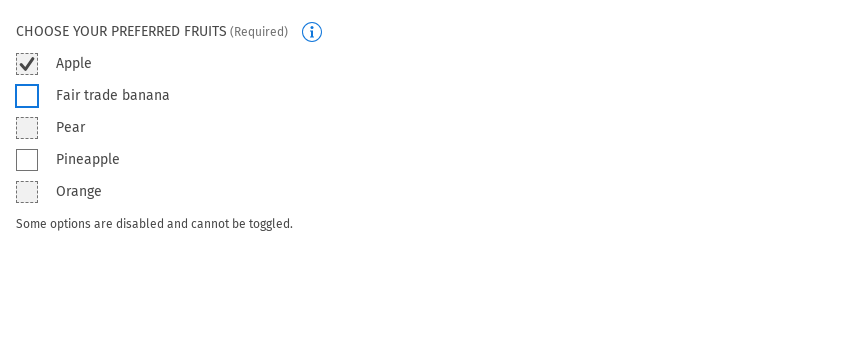 CHOOSE YOUR PREFERRED FRUITS (Required)
Apple
Fair trade banana
Pear
Pineapple
Orange
Some options are disabled and cannot be toggled.